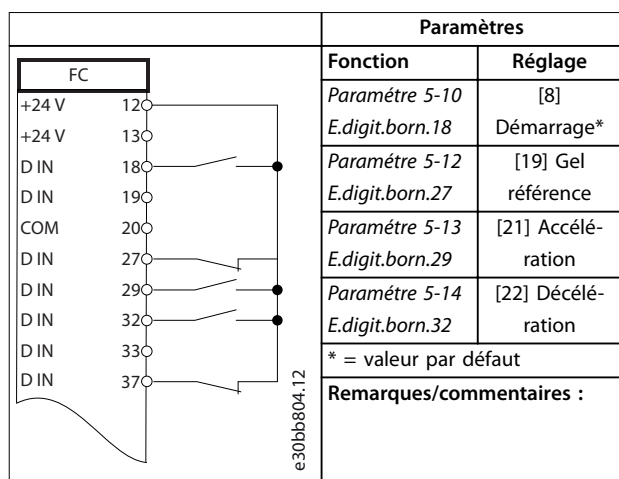 Paramètres
FC
Fonction
Réglage
+24 V 12
+24 V 13
D IN 18
D IN 19
COM 20
D IN 27
D IN 29
D IN 32
D IN 33
D IN 37
e30bb804.12
Paramétre 5-10
E.digit.born.18
[8]
Démarrage*
Paramétre 5-12
E.digit.born.27
[19] Gel
référence
Paramétre 5-13
E.digit.born.29
[21] Accélé-
ration
Paramétre 5-14
E.digit.born.32
[22] Décélé-
ration
* = valeur par défaut
Remarques/commentaires :